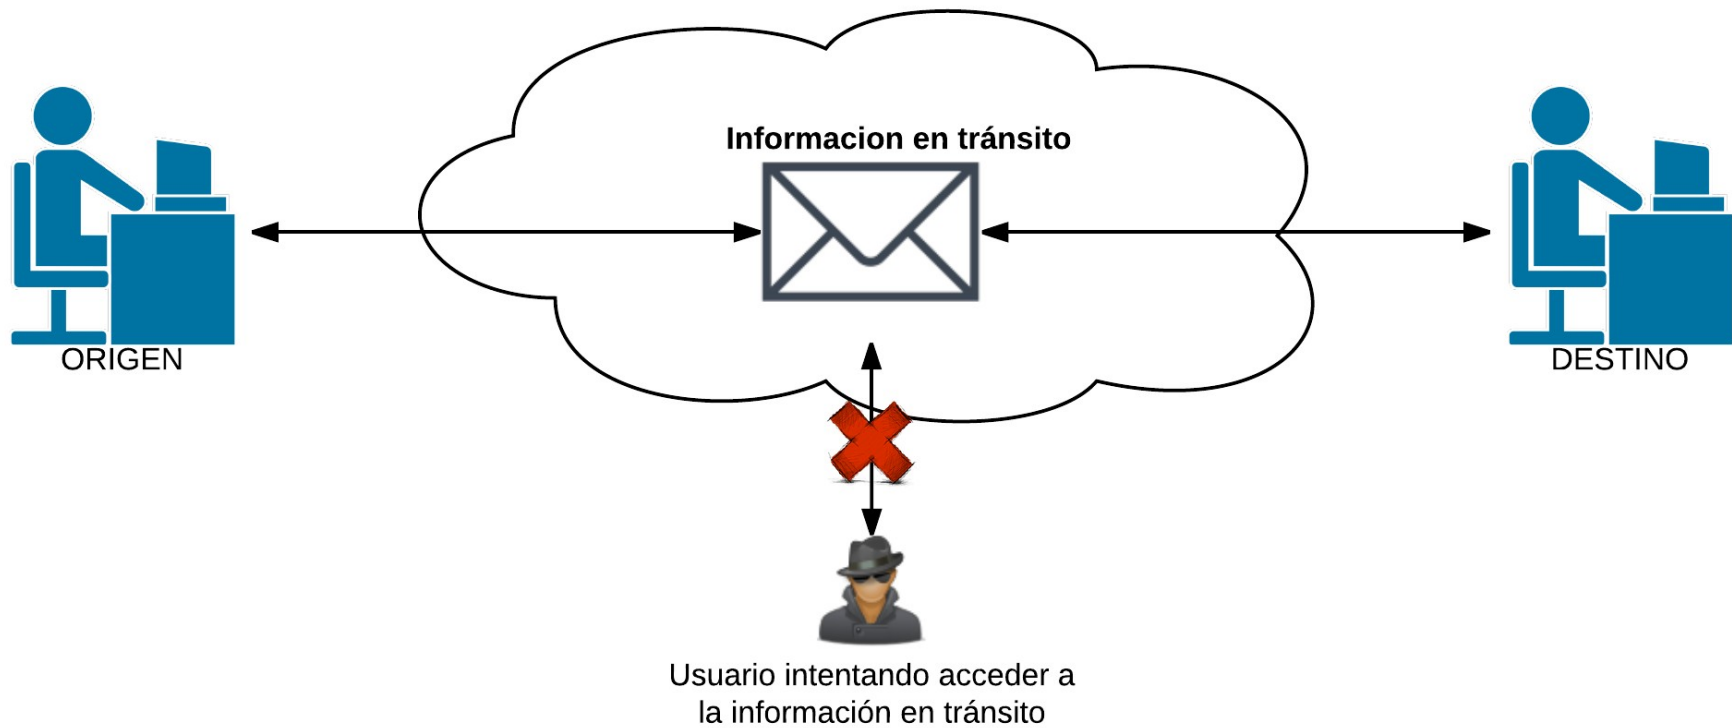 Informacion en tránsito
ORIGEN
DESTINO
Usuario intentando acceder a
la información en tránsito